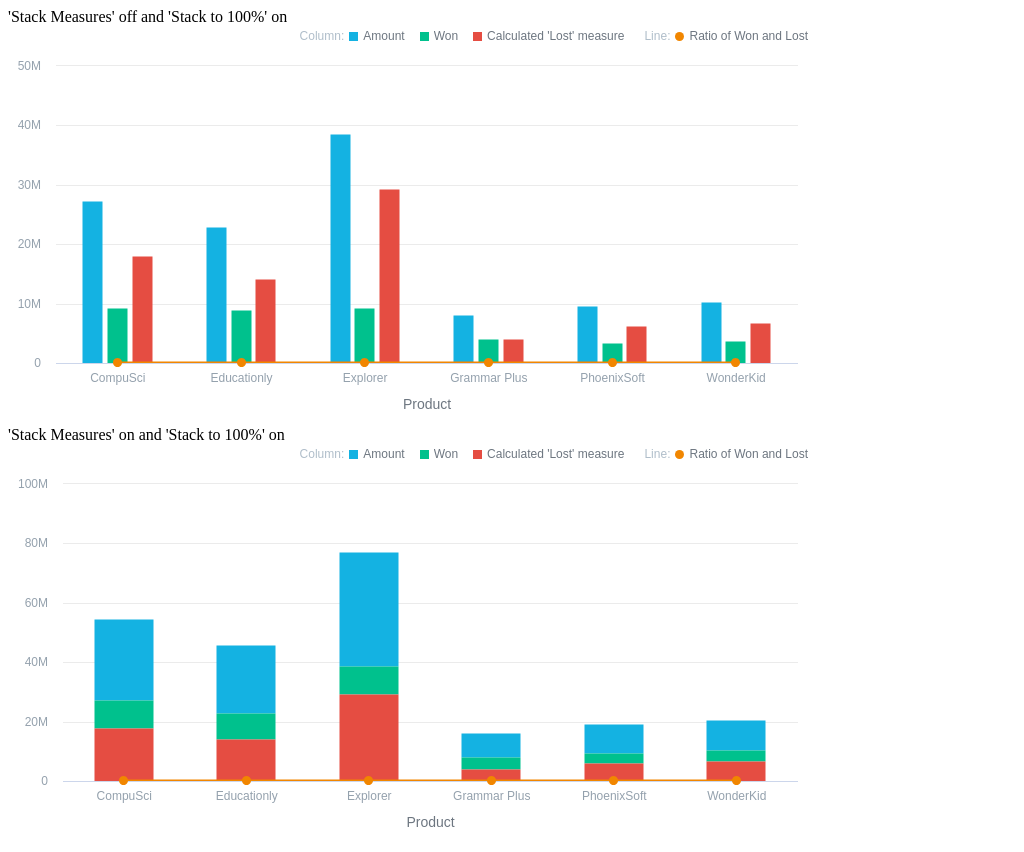 'Stack Measures' off and 'Stack to 100%' on
Column: Amount Won Calculated 'Lost' measure Line: Ratio of Won and Lost
50M
40M
30M
20M
10M
0
CompuSci Educationly Explorer Grammar Plus PhoenixSoft WonderKid
Product
'Stack Measures' on and 'Stack to 100%' on
Column: Amount Won Calculated 'Lost' measure Line: Ratio of Won and Lost
100M
80M
60M
40M
20M
0
CompuSci Educationly Explorer Grammar Plus PhoenixSoft WonderKid
Product